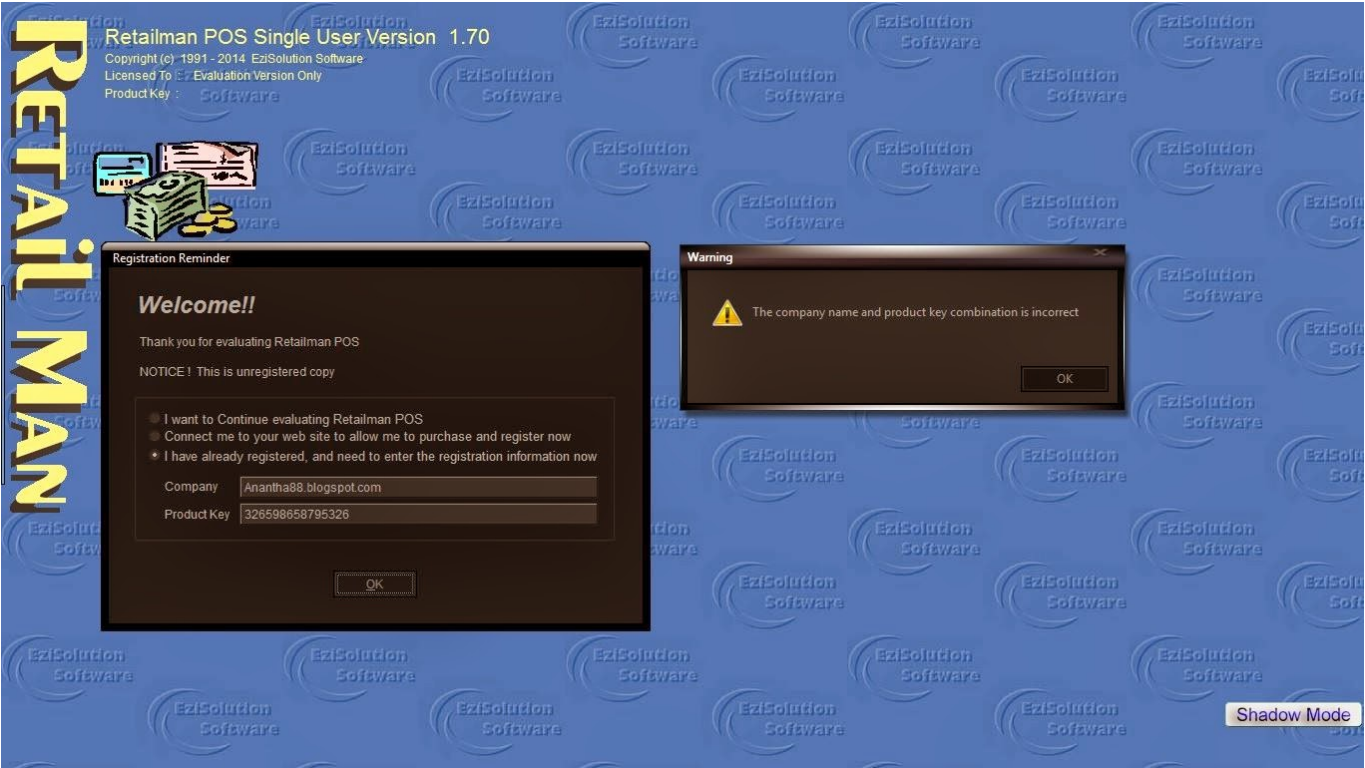 RETAIL MAN
Retailman POS Single User Version 1.70
Copyright (c) 1991 - 2014 EziSolution Software
Licensed To : Evaluation Version Only
Product Key :
Registration Reminder
Welcome!!
Thank you for evaluating Retailman POS
NOTICE ! This is unregistered copy
I want to Continue evaluating Retailman POS
Connect me to your web site to allow me to purchase and register now
I have already registered, and need to enter the registration information now
Company Anantha88.blogspot.com
Product Key 326598658795326
OK
Warning
The company name and product key combination is incorrect
OK
EziSolution
Software
Shadow Mode